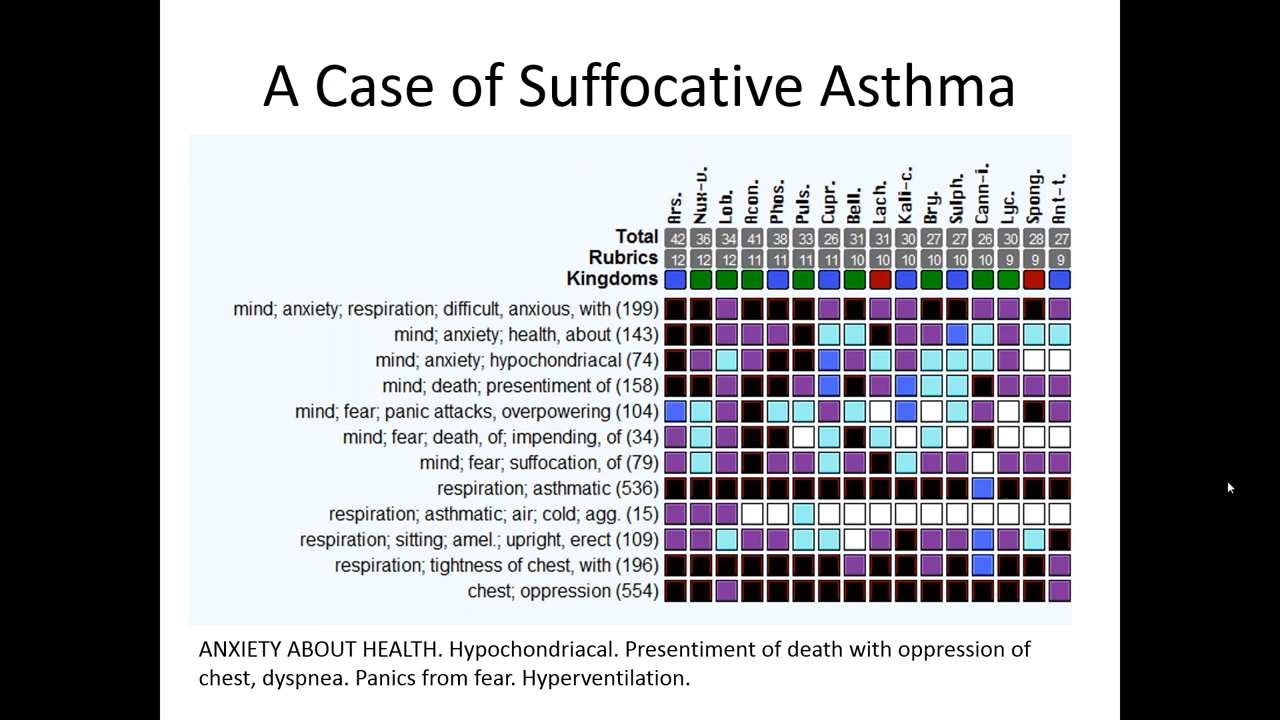 A Case of Suffocative Asthma
Ars. Nux-v. Lob. Acon. Phos. Puls. Cupr. Bell. Lach. Kali-c. Bry. Sulph. Cann-i. Lyc. Spong. Ant-t.
Total 42 36 34 41 38 33 26 31 31 30 27 27 26 30 28 27
Rubrics 12 12 12 11 11 11 11 10 10 10 10 10 10 9 9 9
Kingdoms
mind; anxiety; respiration; difficult, anxious, with (199)
mind; anxiety; health, about (143)
mind; anxiety; hypochondriacal (74)
mind; death; presentiment of (158)
mind; fear; panic attacks, overpowering (104)
mind; fear; death, of; impending, of (34)
mind; fear; suffocation, of (79)
respiration; asthmatic (536)
respiration; asthmatic; air; cold; agg. (15)
respiration; sitting; amel.; upright, erect (109)
respiration; tightness of chest, with (196)
chest; oppression (554)
ANXIETY ABOUT HEALTH. Hypochondriacal. Presentiment of death with oppression of
chest, dyspnea. Panics from fear. Hyperventilation.